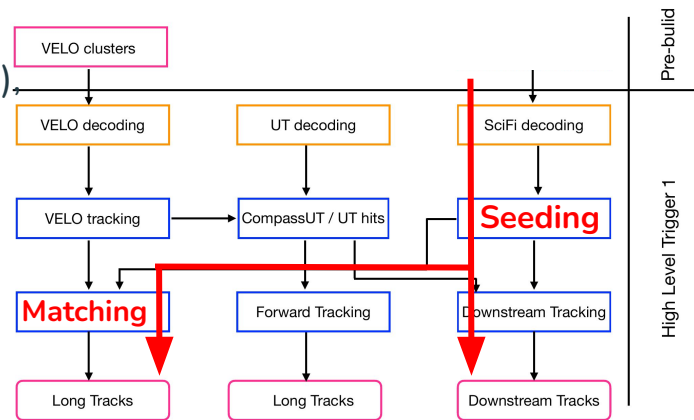 VELO clusters
Pre-bulid
),
VELO decoding
UT decoding
SciFi decoding
VELO tracking
CompassUT / UT hits
Seeding
High Level Trigger 1
Matching
Forward Tracking
Downstream Tracking
Long Tracks
Long Tracks
Downstream Tracks